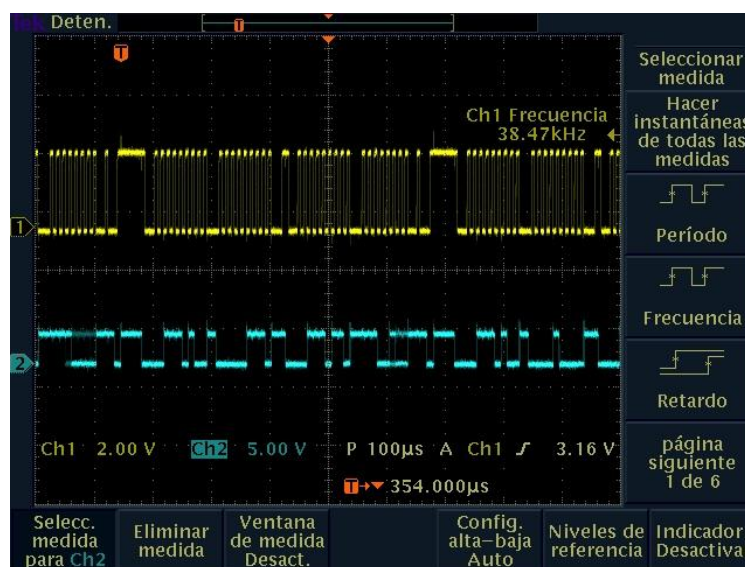 Tek Deten.
T
T
Ch1 Frecuencia
38.47kHz
1
2
Ch1 2.00 V Ch2 5.00 V P 100µs A Ch1 3.16 V
T 354.000µs
Seleccionar
medida
Hacer
instantáneas
de todas las
medidas
Período
Frecuencia
Retardo
página
siguiente
1 de 6
Selecc.
medida
para Ch2
Eliminar
medida
Ventana
de medida
Desact.
Config.
alta-baja
Auto
Niveles de
referencia
Indicador
Desactiva